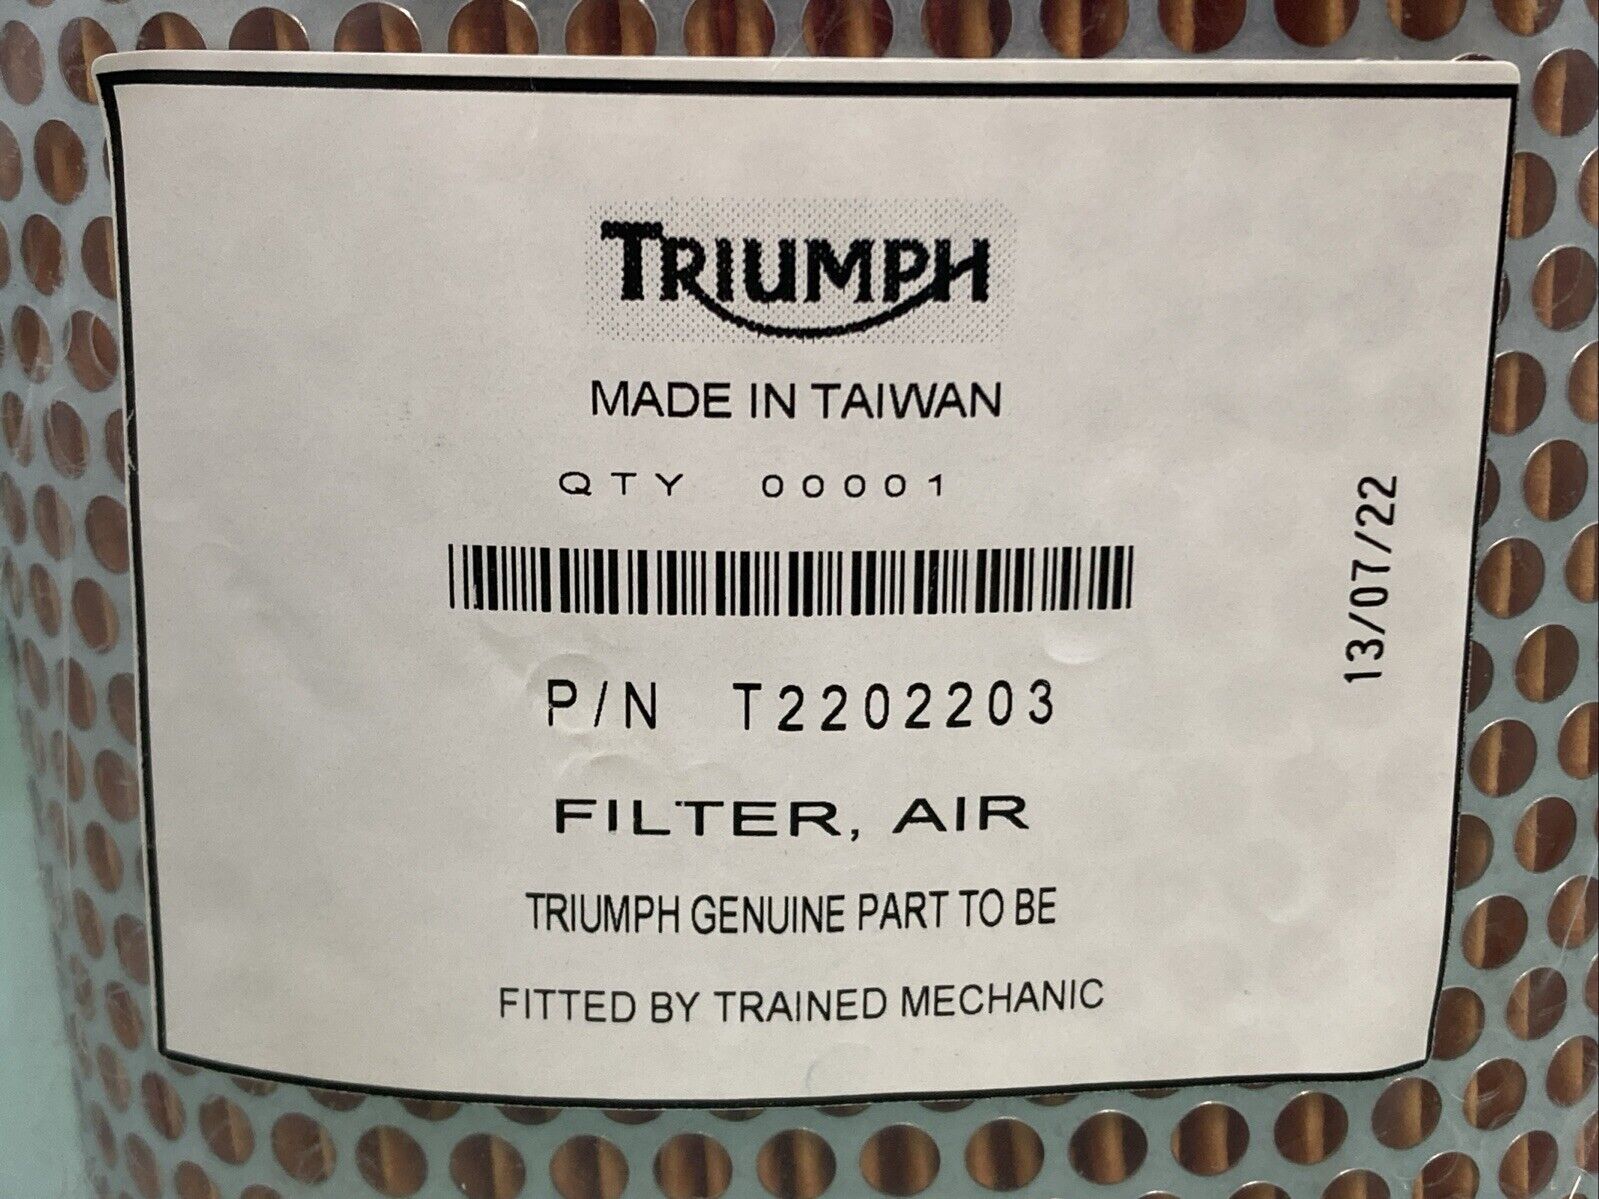 TRIUMPH
MADE IN TAIWAN
QTY 00001
P/N T2202203
FILTER, AIR
TRIUMPH GENUINE PART TO BE
FITTED BY TRAINED MECHANIC
13/07/22